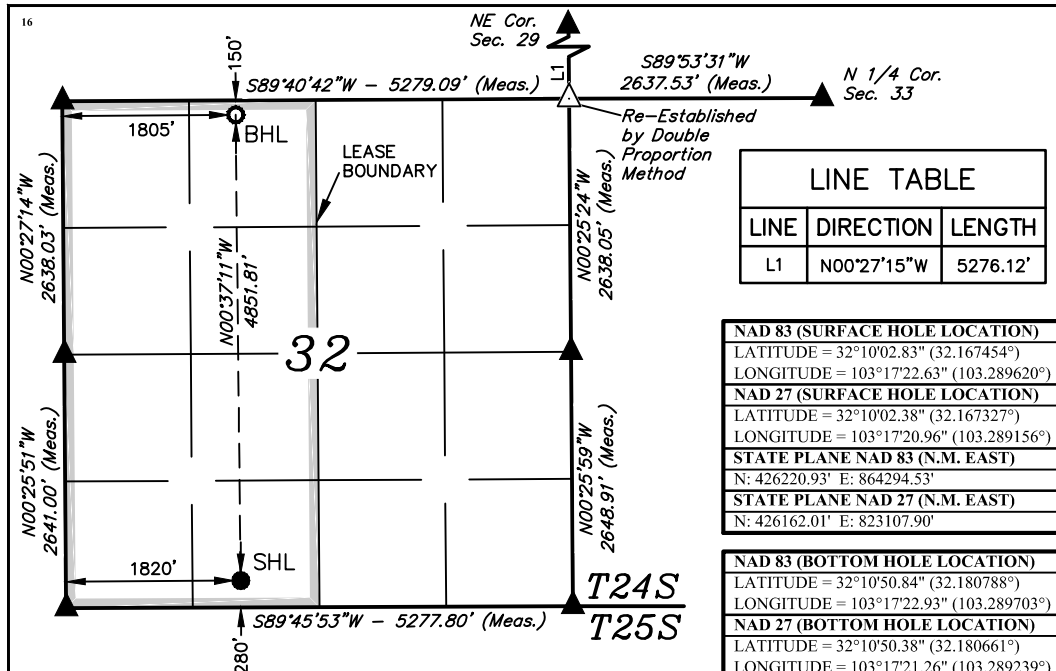 16
NE Cor.
Sec. 29
150'
L1
S89°53'31"W
2637.53' (Meas.)
N 1/4 Cor.
Sec. 33
S89°40'42"W - 5279.09' (Meas.)
1805'
BHL
Re-Established
by Double
Proportion
Method
LEASE
BOUNDARY
N00°27'14"W
2638.03' (Meas.)
N00°37'11"W
4851.81'
N00°25'24"W
2638.05' (Meas.)
32
N00°25'51"W
2641.00' (Meas.)
N00°25'59"W
2648.91' (Meas.)
1820'
SHL
S89°45'53"W - 5277.80' (Meas.)
280'
T24S
T25S
LINE TABLE
LINE DIRECTION LENGTH
L1 N00°27'15"W 5276.12'
NAD 83 (SURFACE HOLE LOCATION)
LATITUDE = 32°10'02.83" (32.167454°)
LONGITUDE = 103°17'22.63" (103.289620°)
NAD 27 (SURFACE HOLE LOCATION)
LATITUDE = 32°10'02.38" (32.167327°)
LONGITUDE = 103°17'20.96" (103.289156°)
STATE PLANE NAD 83 (N.M. EAST)
N: 426220.93' E: 864294.53'
STATE PLANE NAD 27 (N.M. EAST)
N: 426162.01' E: 823107.90'
NAD 83 (BOTTOM HOLE LOCATION)
LATITUDE = 32°10'50.84" (32.180788°)
LONGITUDE = 103°17'22.93" (103.289703°)
NAD 27 (BOTTOM HOLE LOCATION)
LATITUDE = 32°10'50.38" (32.180661°)
LONGITUDE = 103°17'21.26" (103.289239°)